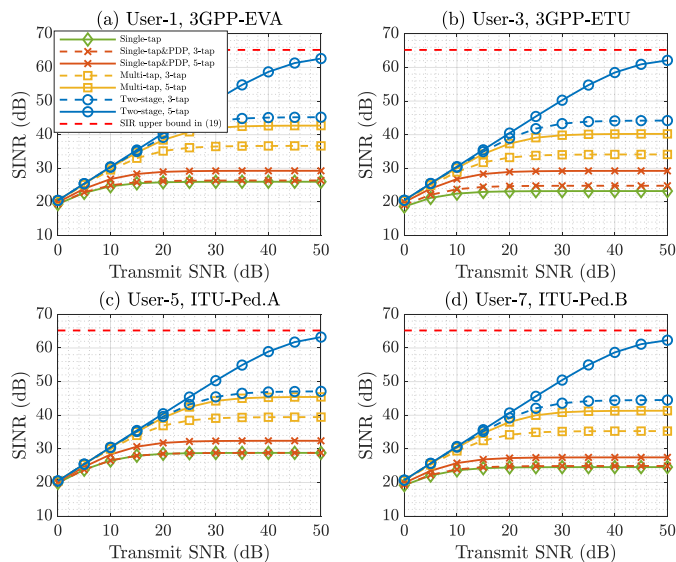 (a) User-1, 3GPP-EVA
SINR (dB)
70
60
50
40
30
20
10
Single-tap
Single-tap&PDP, 3-tap
Single-tap&PDP, 5-tap
Multi-tap, 3-tap
Multi-tap, 5-tap
Two-stage, 3-tap
Two-stage, 5-tap
SIR upper bound in (19)
0 10 20 30 40 50
Transmit SNR (dB)
(b) User-3, 3GPP-ETU
SINR (dB)
70
60
50
40
30
20
10
0 10 20 30 40 50
Transmit SNR (dB)
(c) User-5, ITU-Ped.A
SINR (dB)
70
60
50
40
30
20
10
0 10 20 30 40 50
Transmit SNR (dB)
(d) User-7, ITU-Ped.B
SINR (dB)
70
60
50
40
30
20
10
0 10 20 30 40 50
Transmit SNR (dB)